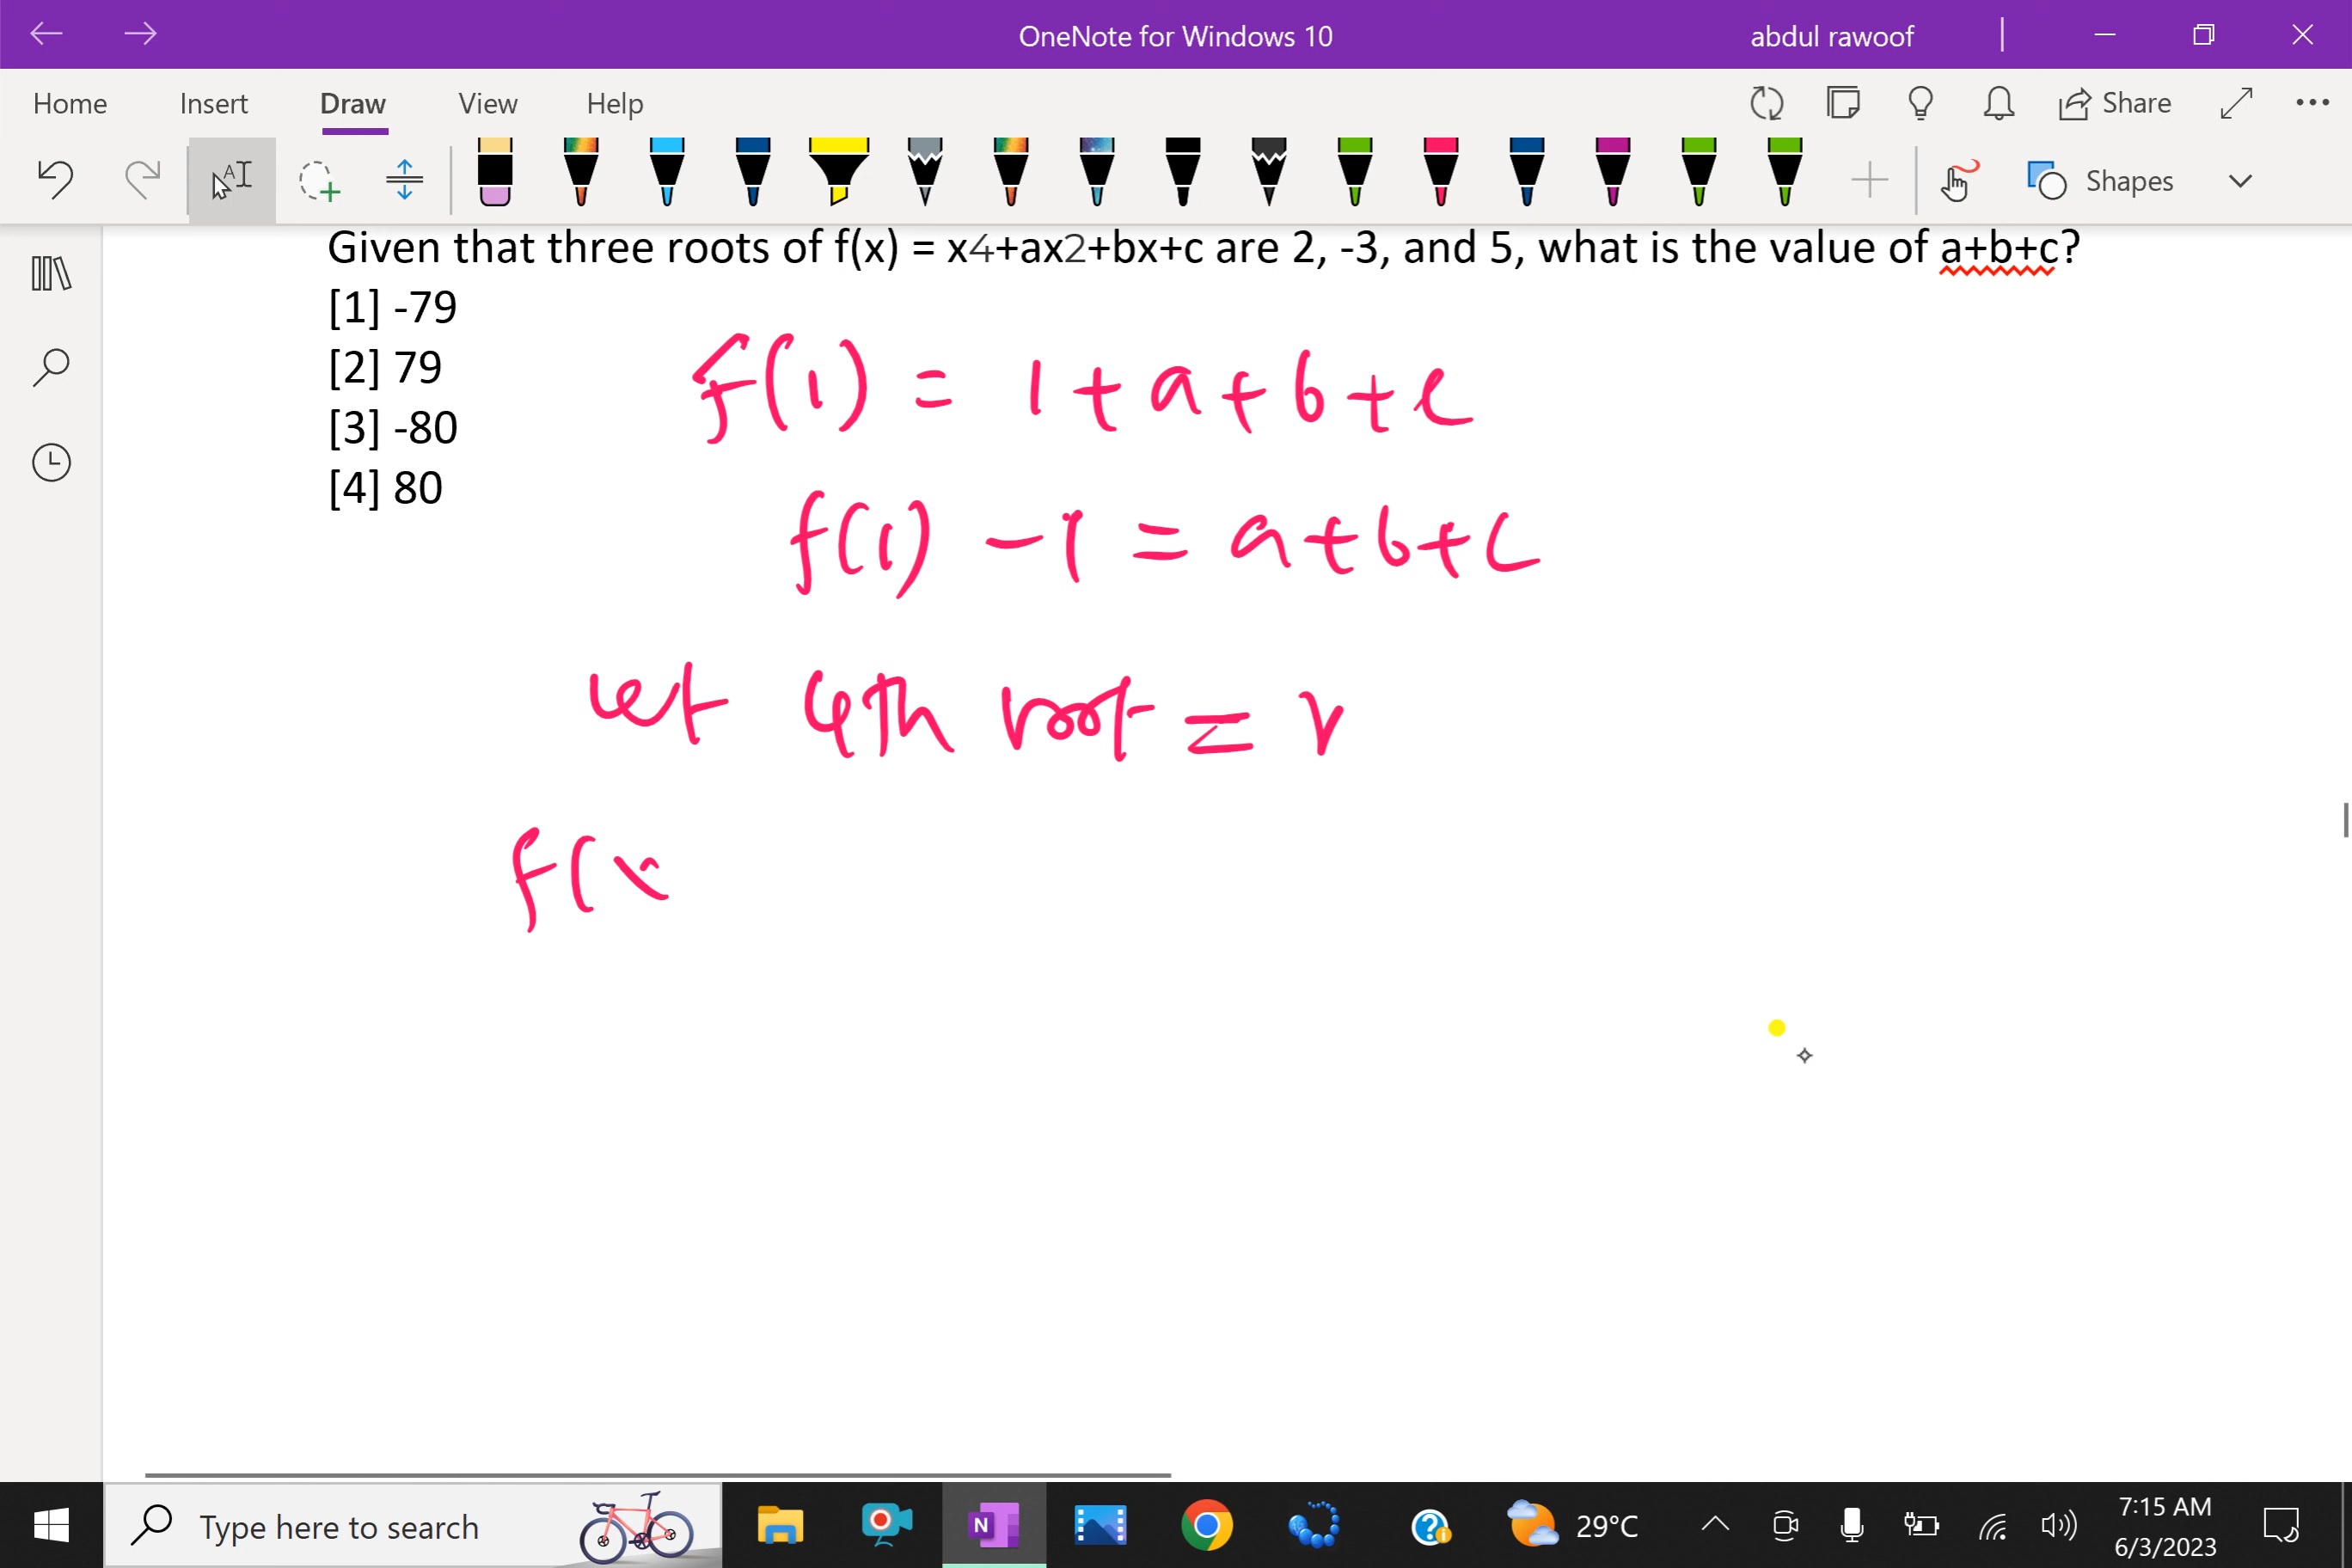 OneNote for Windows 10
abdul rawoof
Home Insert Draw View Help
Share
Shapes
Given that three roots of f(x) = x4+ax2+bx+c are 2, -3, and 5, what is the value of a+b+c?
[1] -79
[2] 79
[3] -80
[4] 80
f(1) = 1+a+b+c
f(1) -1 = a+b+c
let 4th root = r
f(x
Type here to search
29°C
7:15 AM
6/3/2023